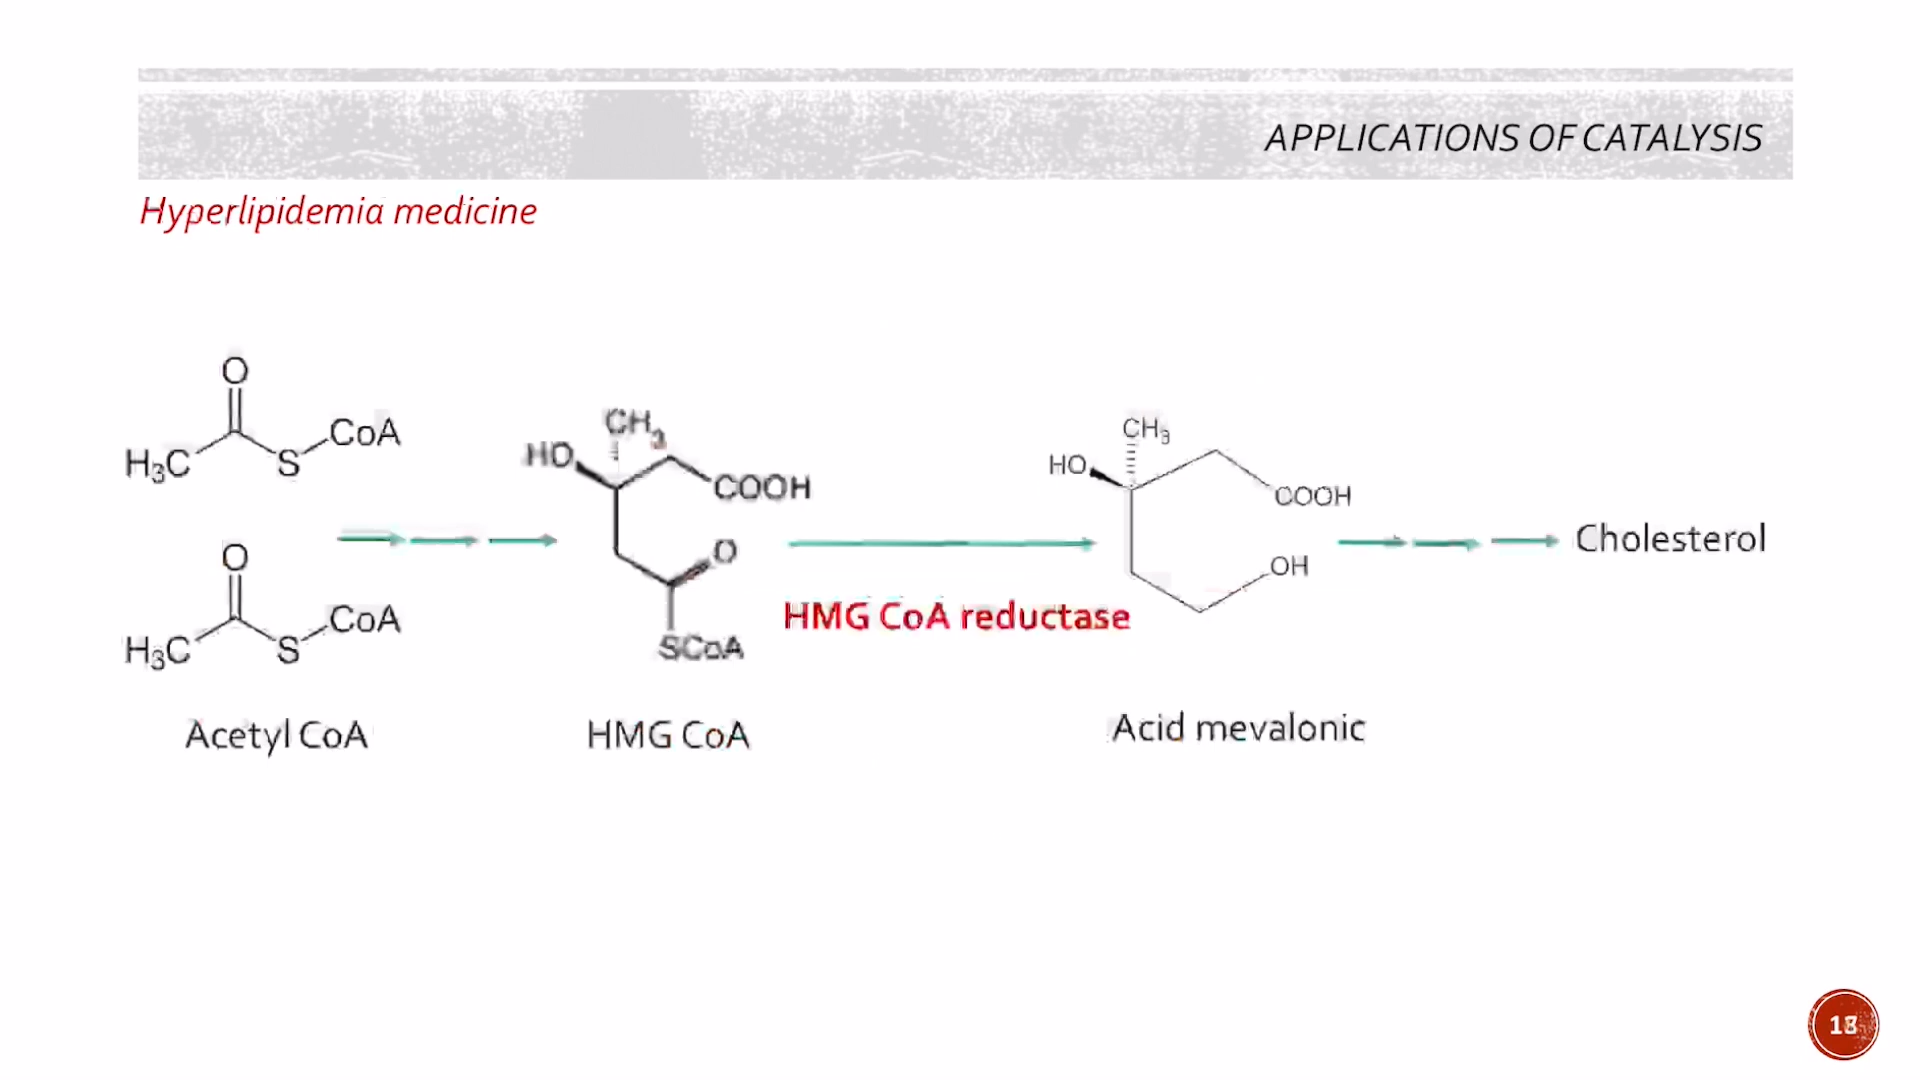 APPLICATIONS OF CATALYSIS
Hyperlipidemia medicine
O
H₃C S CoA
O
H₃C S CoA
Acetyl CoA
CH₃
HO
COOH
O
SCoA
HMG CoA
HMG CoA reductase
CH₃
HO
COOH
OH
Acid mevalonic
Cholesterol